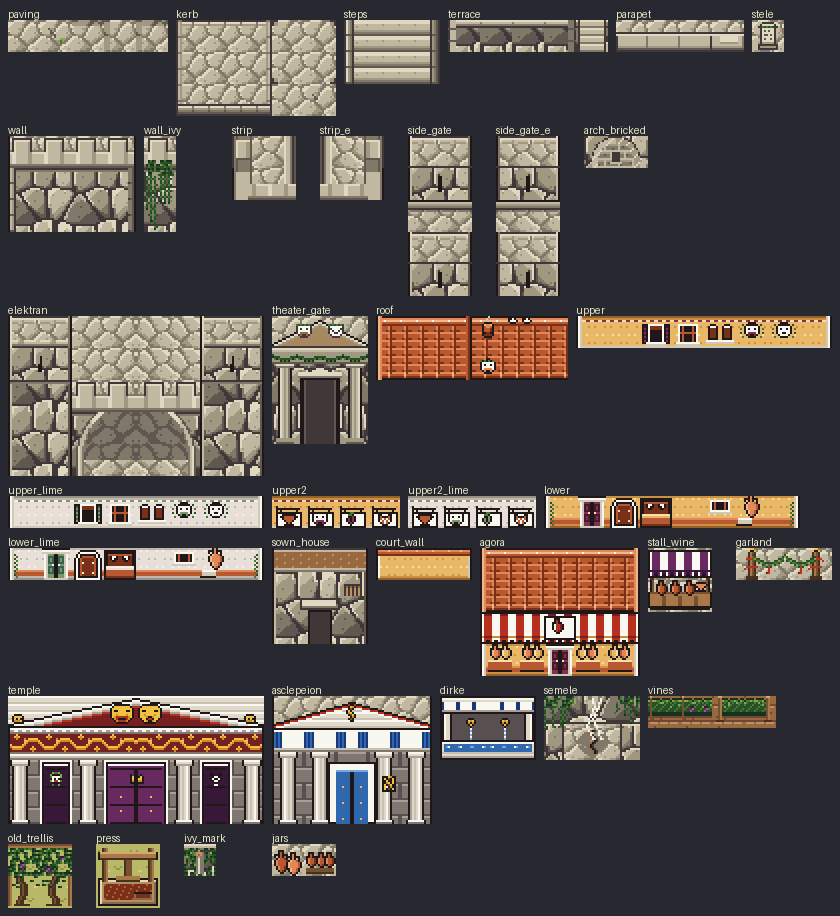 paving
kerb
steps
terrace
parapet
stele
wall
wall_ivy
strip
strip_e
side_gate
side_gate_e
arch_bricked
elektran
theater_gate
roof
upper
upper_lime
upper2
upper2_lime
lower
lower_lime
sown_house
court_wall
agora
stall_wine
garland
temple
asclepeion
dirke
semele
vines
old_trellis
press
ivy_mark
jars